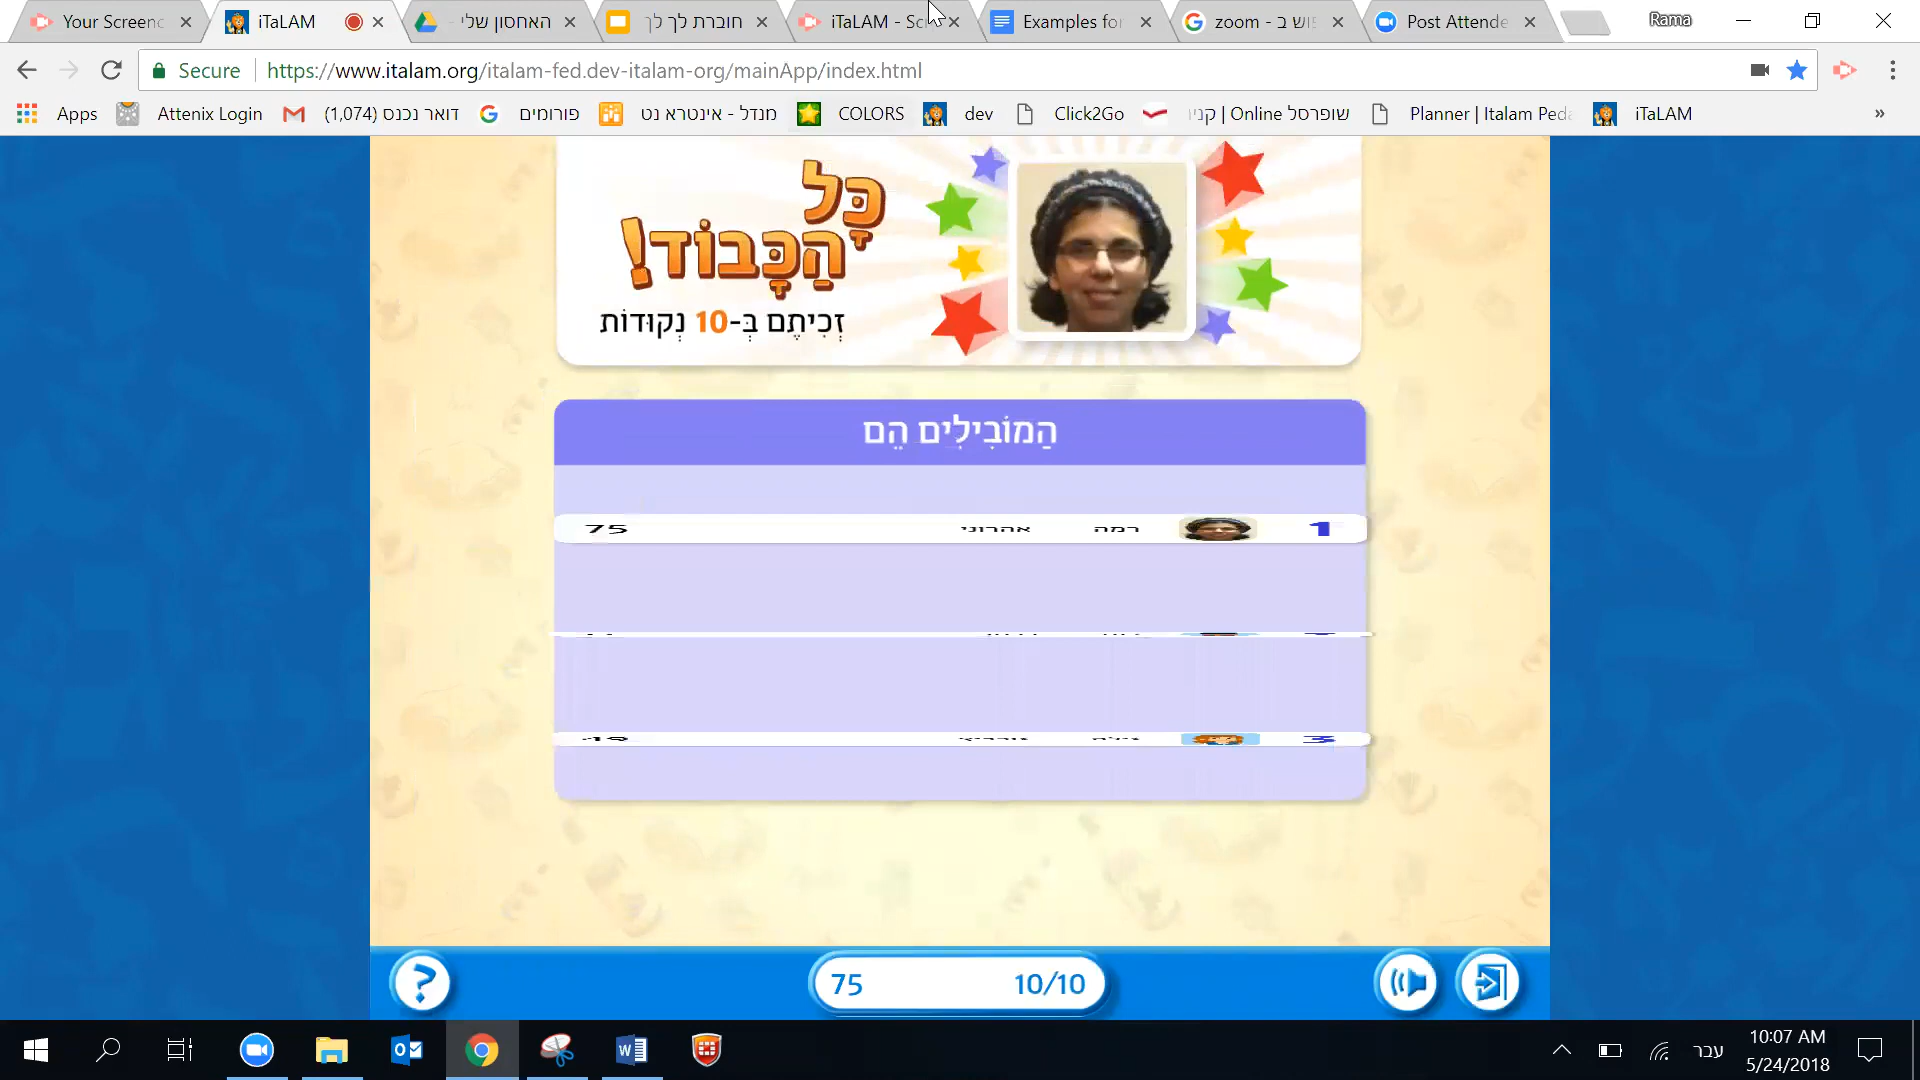 Your Screenc
iTaLAM
האחסון שלי -
חוברת לך לך
iTaLAM - Sc
Examples for
zoom - וש ב
Post Attende
Rama
Secure
https://www.italam.org/italam-fed.dev-italam-org/mainApp/index.html
Apps
Attenix Login
דואר נכנס (1,074)
פורומים
מנדל - אינטרא נט
COLORS
dev
Click2Go
שופרסל Online | קניו
Planner | Italam Peda
iTaLAM
»
כָּל
הַכָּבוֹד!
זְכִיתֶם בְּ-10 נְקוּדוֹת
הַמּוֹבִילִים הֵם
1 רמה אהרוני 75
3
?
75 10/10
עבר
10:07 AM
5/24/2018